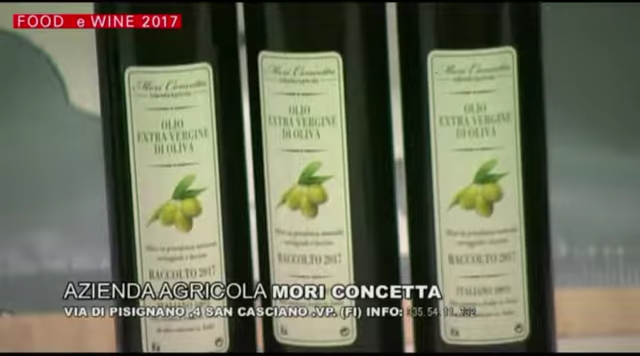 FOOD e WINE 2017
Mori Concetta
OLIO
EXTRA VERGINE
DI OLIVA
RACCOLTO 2017
Mori Concetta
OLIO
EXTRA VERGINE
DI OLIVA
RACCOLTO 2017
Mori Concetta
OLIO
EXTRA VERGINE
DI OLIVA
RACCOLTO 2017
ITALIANO 100%
AZIENDA AGRICOLA MORI CONCETTA
VIA DI PISIGNANO ,4 SAN CASCIANO .VP. (FI) INFO: